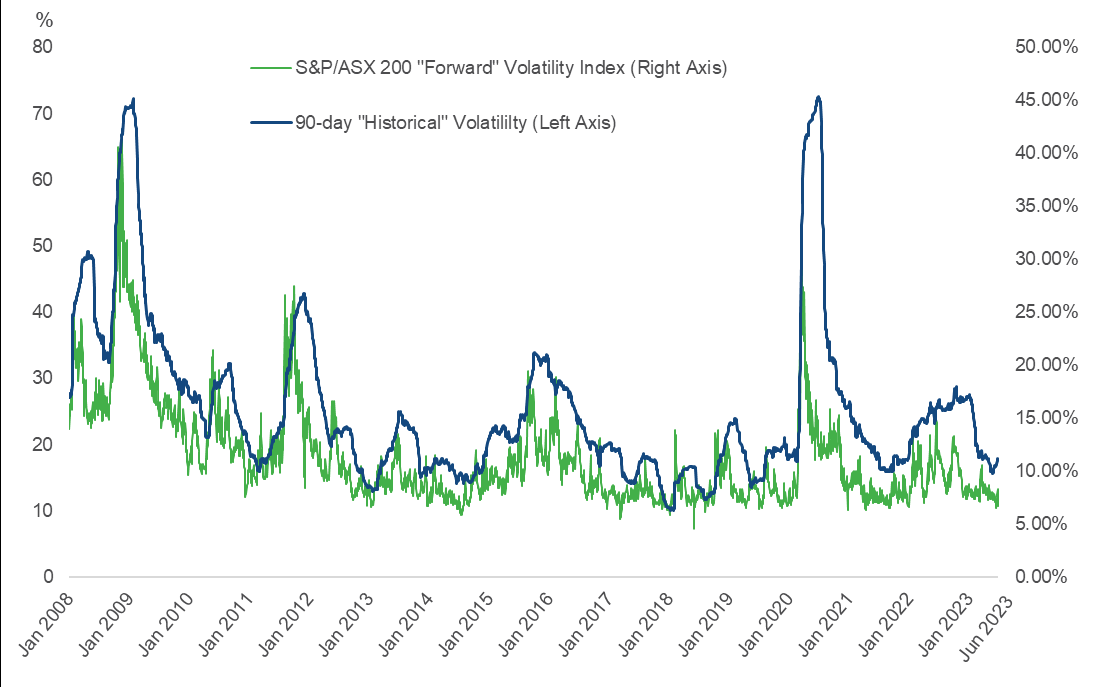 %
80
70
60
50
40
30
20
10
0
S&P/ASX 200 "Forward" Volatility Index (Right Axis)
90-day "Historical" Volatililty (Left Axis)
50.00%
45.00%
40.00%
35.00%
30.00%
25.00%
20.00%
15.00%
10.00%
5.00%
0.00%
Jan 2008
Jan 2009
Jan 2010
Jan 2011
Jan 2012
Jan 2013
Jan 2014
Jan 2015
Jan 2016
Jan 2017
Jan 2018
Jan 2019
Jan 2020
Jan 2021
Jan 2022
Jan 2023
Jun 2023